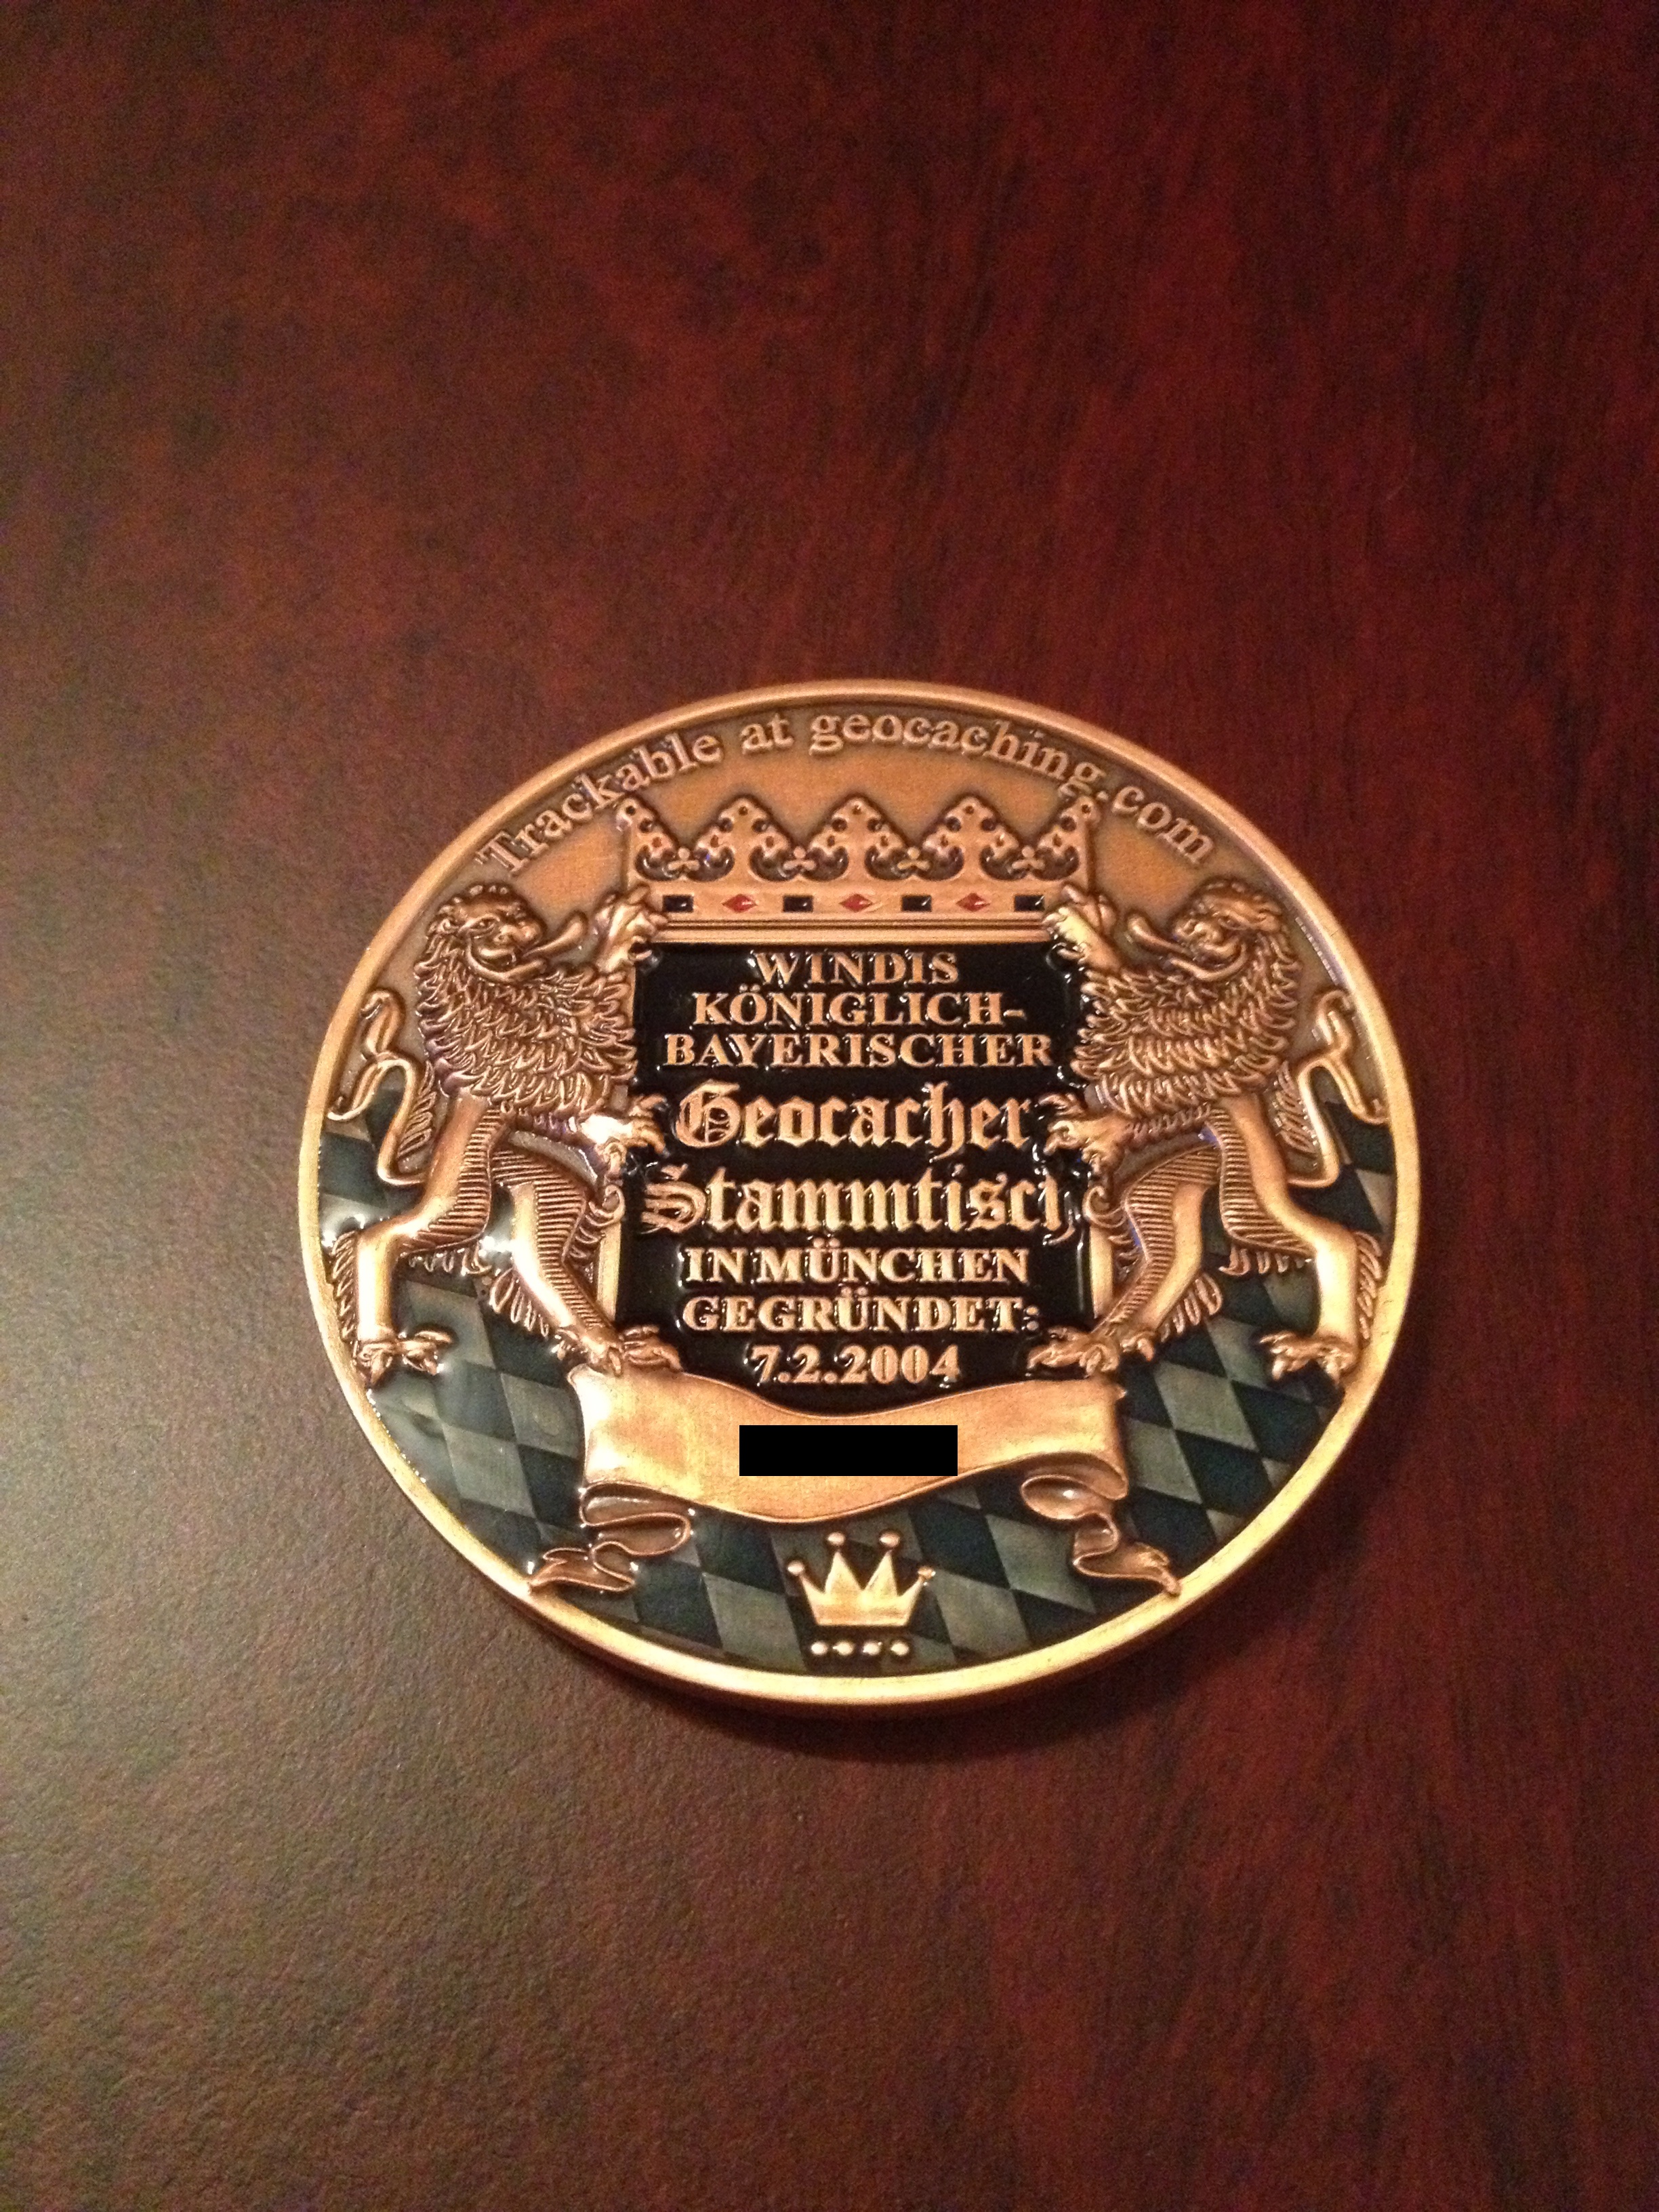 Trackable at geocaching.com
WINDIS
KÖNIGLICH-
BAYERISCHER
Geocacher
Stammtisch
IN MÜNCHEN
GEGRÜNDET:
7.2.2004